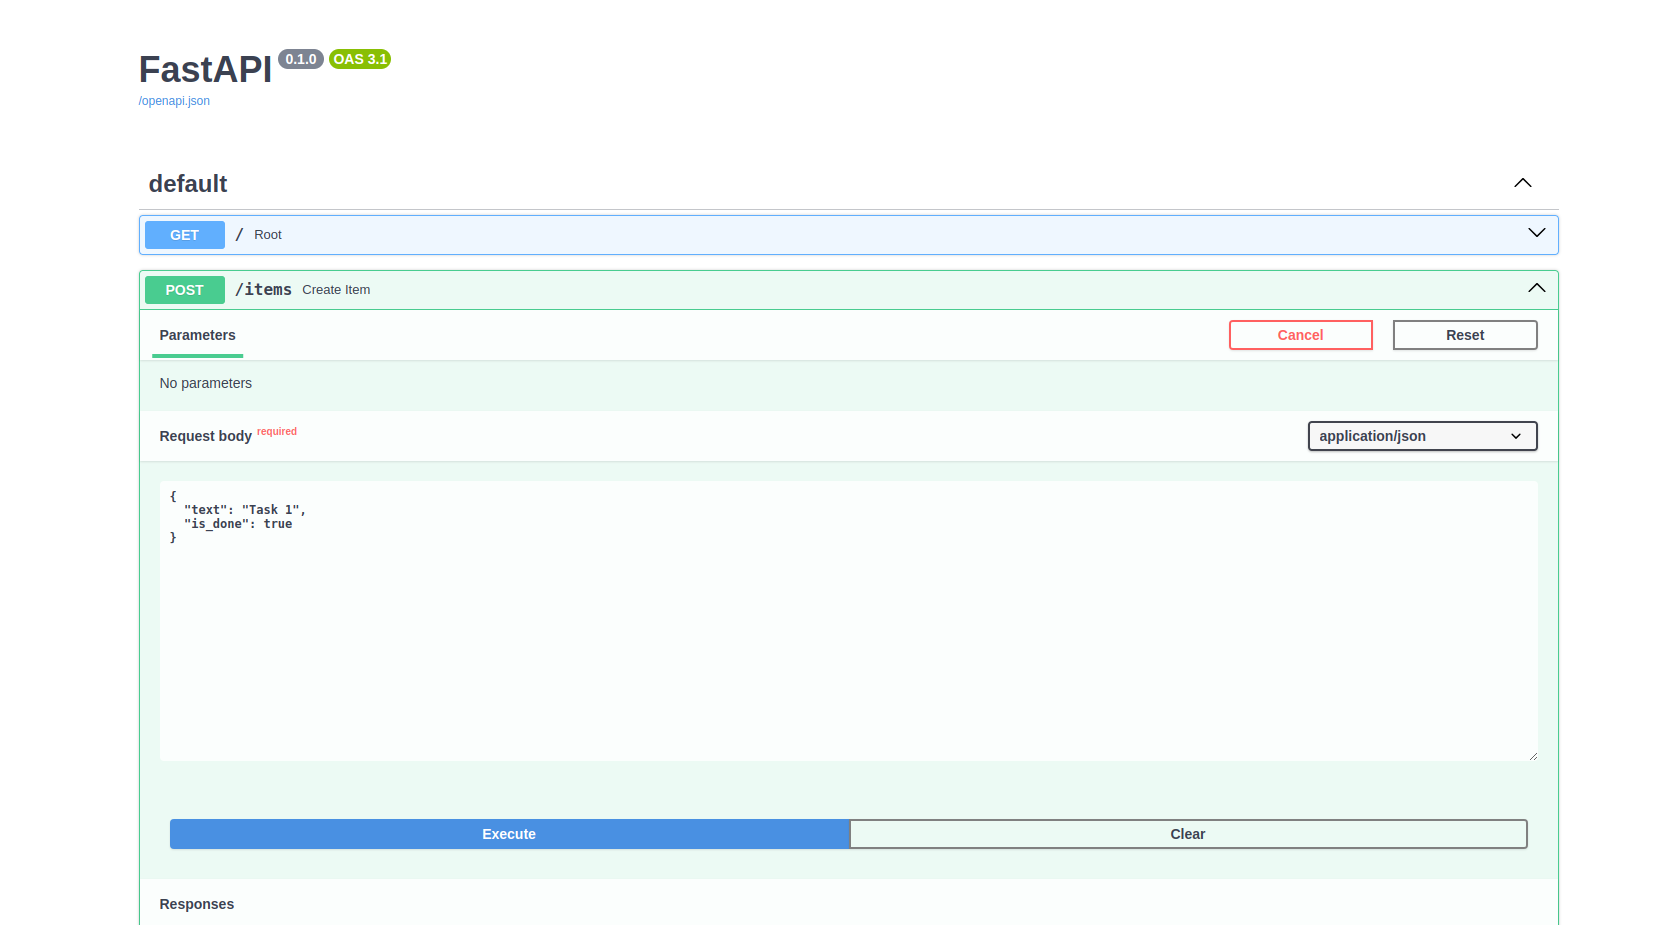 FastAPI 0.1.0 OAS 3.1
/openapi.json
default
GET / Root
POST /items Create Item
Parameters Cancel Reset
No parameters
Request body required application/json
{
  "text": "Task 1",
  "is_done": true
}
Execute Clear
Responses